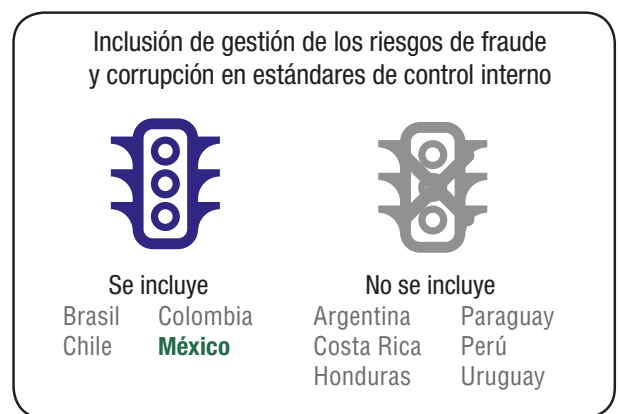 Inclusión de gestión de los riesgos de fraude
y corrupción en estándares de control interno
Se incluye
Brasil Colombia
Chile México
No se incluye
Argentina Paraguay
Costa Rica Perú
Honduras Uruguay